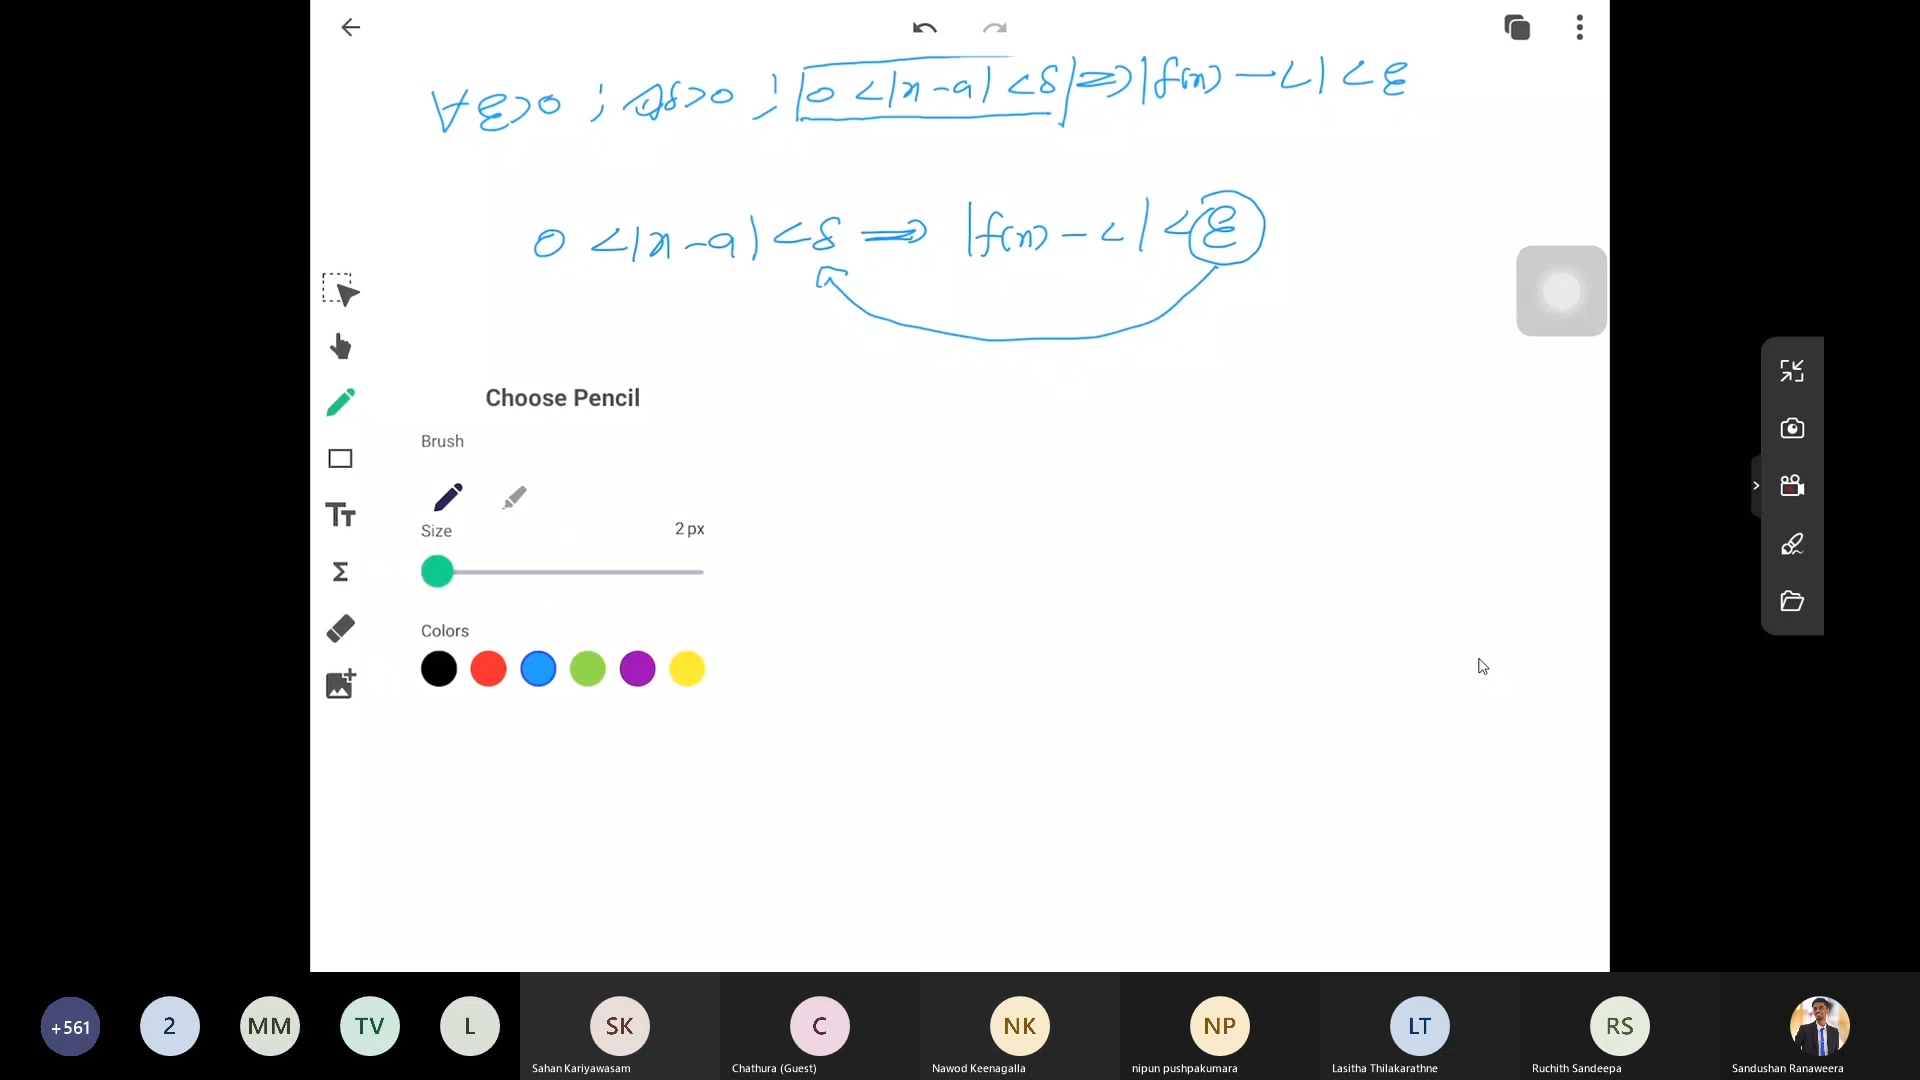 ∀ε>0 ; ∃δ>0 ; 0 <|x-a| <δ ⇒ |f(x) - L| < ε
0 <|x-a| <δ ⇒ |f(x) - L| < ε
Choose Pencil
Brush
Size 2 px
Tт
Σ
Colors
+561 2 MM TV L SK C NK NP LT RS
Sahan Kariyawasam Chathura (Guest) Nawod Keenagalla nipun pushpakumara Lasitha Thilakarathne Ruchith Sandeepa Sandushan Ranaweera